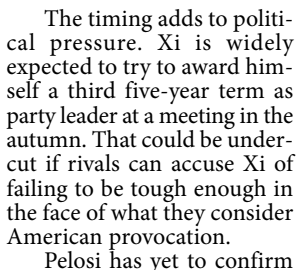 The timing adds to politi-
cal pressure. Xi is widely
expected to try to award him-
self a third five-year term as
party leader at a meeting in the
autumn. That could be under-
cut if rivals can accuse Xi of
failing to be tough enough in
the face of what they consider
American provocation.
Pelosi has yet to confirm